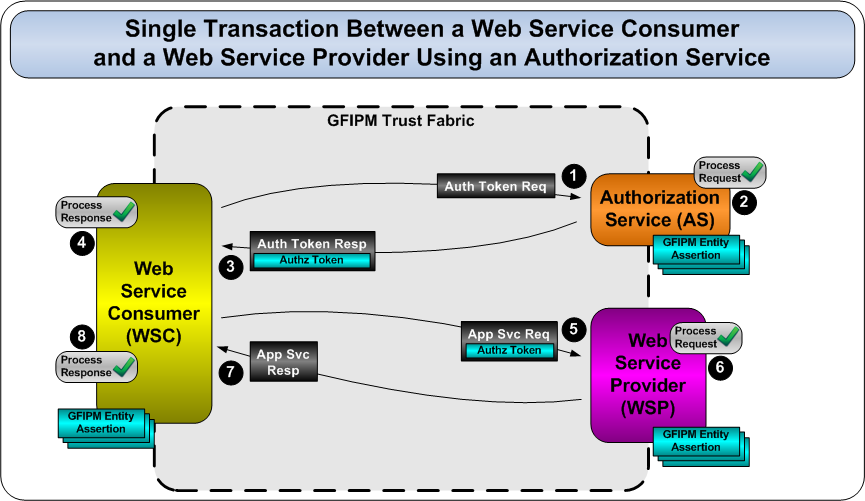 Single Transaction Between a Web Service Consumer
and a Web Service Provider Using an Authorization Service
GFIPM Trust Fabric
1
Auth Token Req
Process
Request
2
Authorization
Service (AS)
GFIPM Entity
Assertion
Process
Response
4
3
Auth Token Resp
Authz Token
Web
Service
Consumer
(WSC)
5
App Svc Req
Authz Token
Process
Request
6
Web
Service
Provider
(WSP)
GFIPM Entity
Assertion
7
App Svc
Resp
8
Process
Response
GFIPM Entity
Assertion